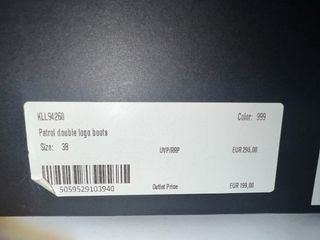 KLL94260 Color: 999
Patrol double logo boots
Size: 38 UVP/RRP EUR 295,00
5059529103940 Outlet Price EUR 199,00